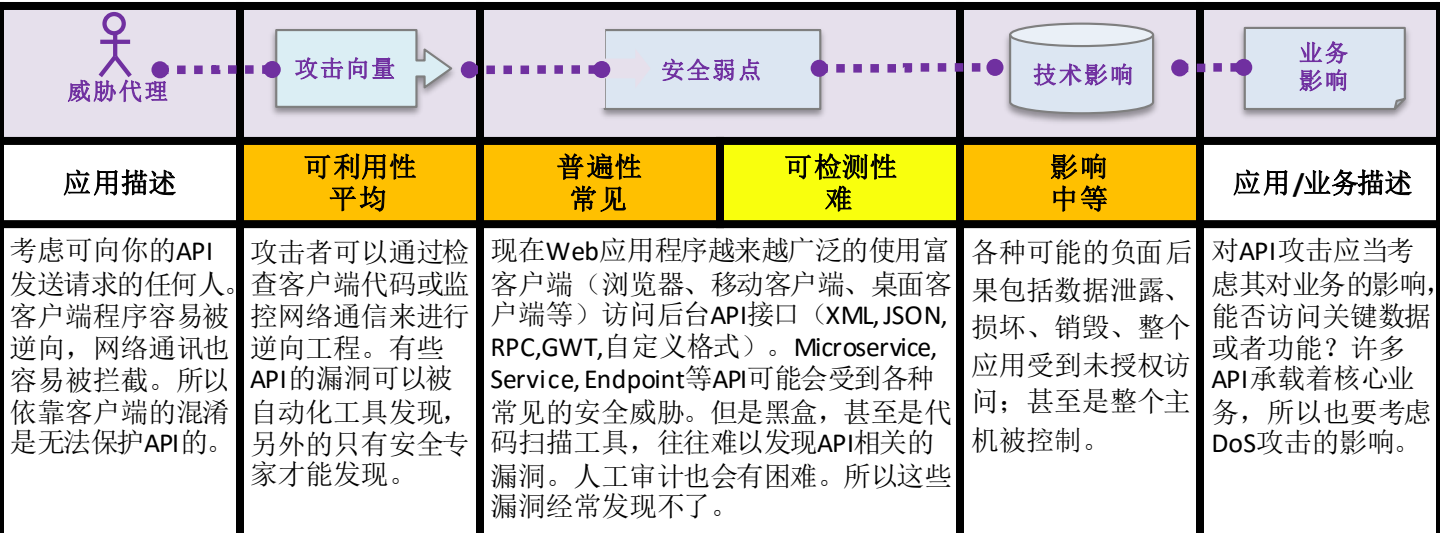 威胁代理
攻击向量
安全弱点
技术影响
业务
影响
应用描述
可利用性
平均
普遍性
常见
可检测性
难
影响
中等
应用/业务描述
考虑可向你的API
发送请求的任何人。
客户端程序容易被
逆向，网络通讯也
容易被拦截。所以
依靠客户端的混淆
是无法保护API的。
攻击者可以通过检
查客户端代码或监
控网络通信来进行
逆向工程。有些
API的漏洞可以被
自动化工具发现，
另外的只有安全专
家才能发现。
现在Web应用程序越来越广泛的使用富
客户端（浏览器、移动客户端、桌面客
户端等）访问后台API接口（XML, JSON,
RPC,GWT,自定义格式）。Microservice,
Service, Endpoint等API可能会受到各种
常见的安全威胁。但是黑盒，甚至是代
码扫描工具，往往难以发现API相关的
漏洞。人工审计也会有困难。所以这些
漏洞经常发现不了。
各种可能的负面后
果包括数据泄露、
损坏、销毁、整个
应用受到未授权访
问；甚至是整个主
机被控制。
对API攻击应当考
虑其对业务的影响，
能否访问关键数据
或者功能？许多
API承载着核心业
务，所以也要考虑
DoS攻击的影响。